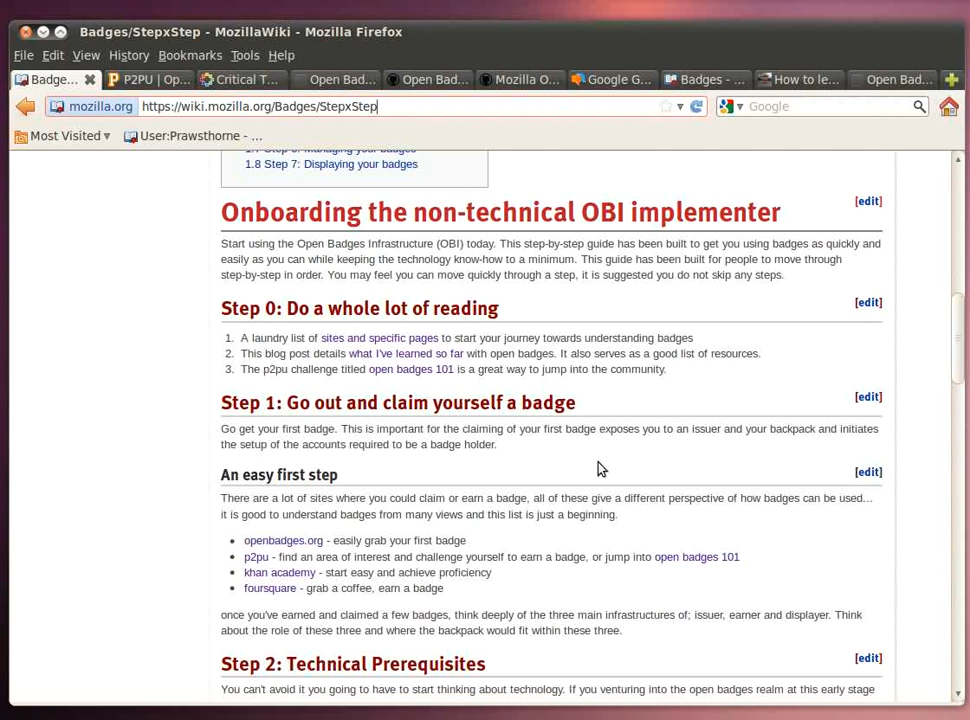 Badges/StepxStep - MozillaWiki - Mozilla Firefox
File Edit View History Bookmarks Tools Help
Badge... P2PU | Op... Critical T... Open Bad... Open Bad... Mozilla O... Google G... Badges - ... How to le... Open Bad...
mozilla.org https://wiki.mozilla.org/Badges/StepxStep Google
Most Visited User:Prawsthorne - ...
1.8 Step 7: Displaying your badges
Onboarding the non-technical OBI implementer [edit]
Start using the Open Badges Infrastructure (OBI) today. This step-by-step guide has been built to get you using badges as quickly and
easily as you can while keeping the technology know-how to a minimum. This guide has been built for people to move through
step-by-step in order. You may feel you can move quickly through a step, it is suggested you do not skip any steps.
Step 0: Do a whole lot of reading [edit]
1. A laundry list of sites and specific pages to start your journey towards understanding badges
2. This blog post details what I've learned so far with open badges. It also serves as a good list of resources.
3. The p2pu challenge titled open badges 101 is a great way to jump into the community.
Step 1: Go out and claim yourself a badge [edit]
Go get your first badge. This is important for the claiming of your first badge exposes you to an issuer and your backpack and initiates
the setup of the accounts required to be a badge holder.
An easy first step [edit]
There are a lot of sites where you could claim or earn a badge, all of these give a different perspective of how badges can be used...
it is good to understand badges from many views and this list is just a beginning.
• openbadges.org - easily grab your first badge
• p2pu - find an area of interest and challenge yourself to earn a badge, or jump into open badges 101
• khan academy - start easy and achieve proficiency
• foursquare - grab a coffee, earn a badge
once you've earned and claimed a few badges, think deeply of the three main infrastructures of; issuer, earner and displayer. Think
about the role of these three and where the backpack would fit within these three.
Step 2: Technical Prerequisites [edit]
You can't avoid it you going to have to start thinking about technology. If you venturing into the open badges realm at this early stage